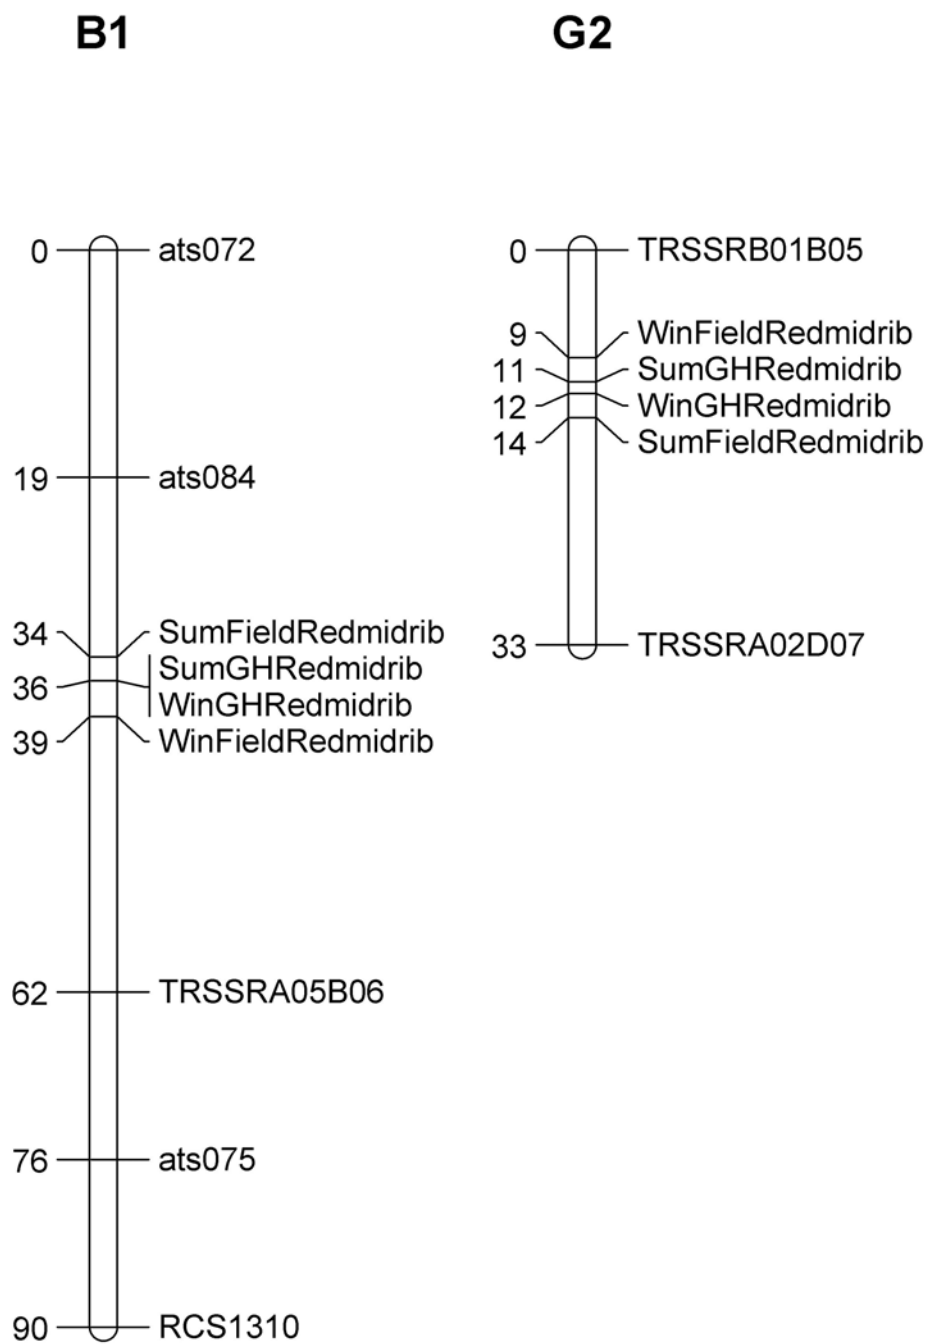 B1
0 ats072
19 ats084
34 SumFieldRedmidrib
36 SumGHRedmidrib
WinGHRedmidrib
39 WinFieldRedmidrib
62 TRSSRA05B06
76 ats075
90 RCS1310
G2
0 TRSSRB01B05
9 WinFieldRedmidrib
11 SumGHRedmidrib
12 WinGHRedmidrib
14 SumFieldRedmidrib
33 TRSSRA02D07